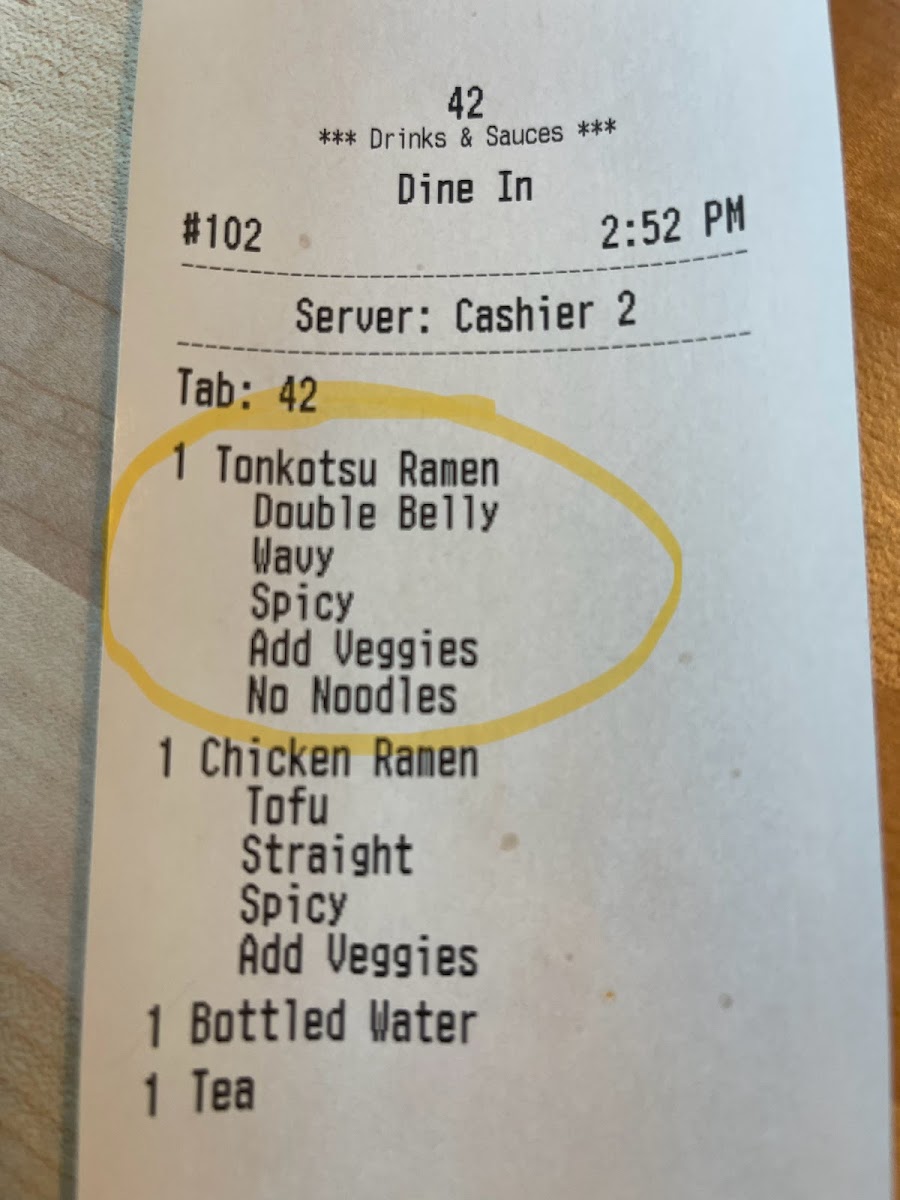 42
*** Drinks & Sauces ***
Dine In
#102 2:52 PM
Server: Cashier 2
Tab: 42
1 Tonkotsu Ramen
Double Belly
Wavy
Spicy
Add Veggies
No Noodles
1 Chicken Ramen
Tofu
Straight
Spicy
Add Veggies
1 Bottled Water
1 Tea